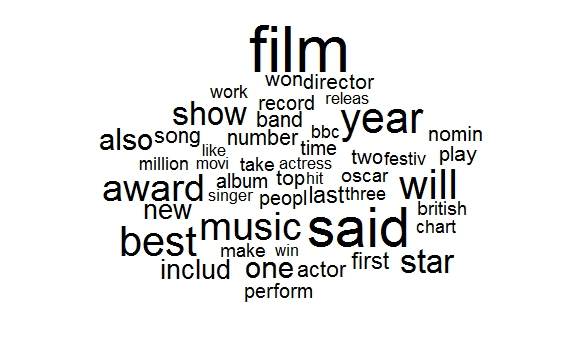 film
won director
work
releas
show record year
band
also song number bbc nomin
like time
million movi take actress two festiv play
album top hit oscar
award singer peopl last three will
new british
music said chart
best make win
includ one actor first star
perform